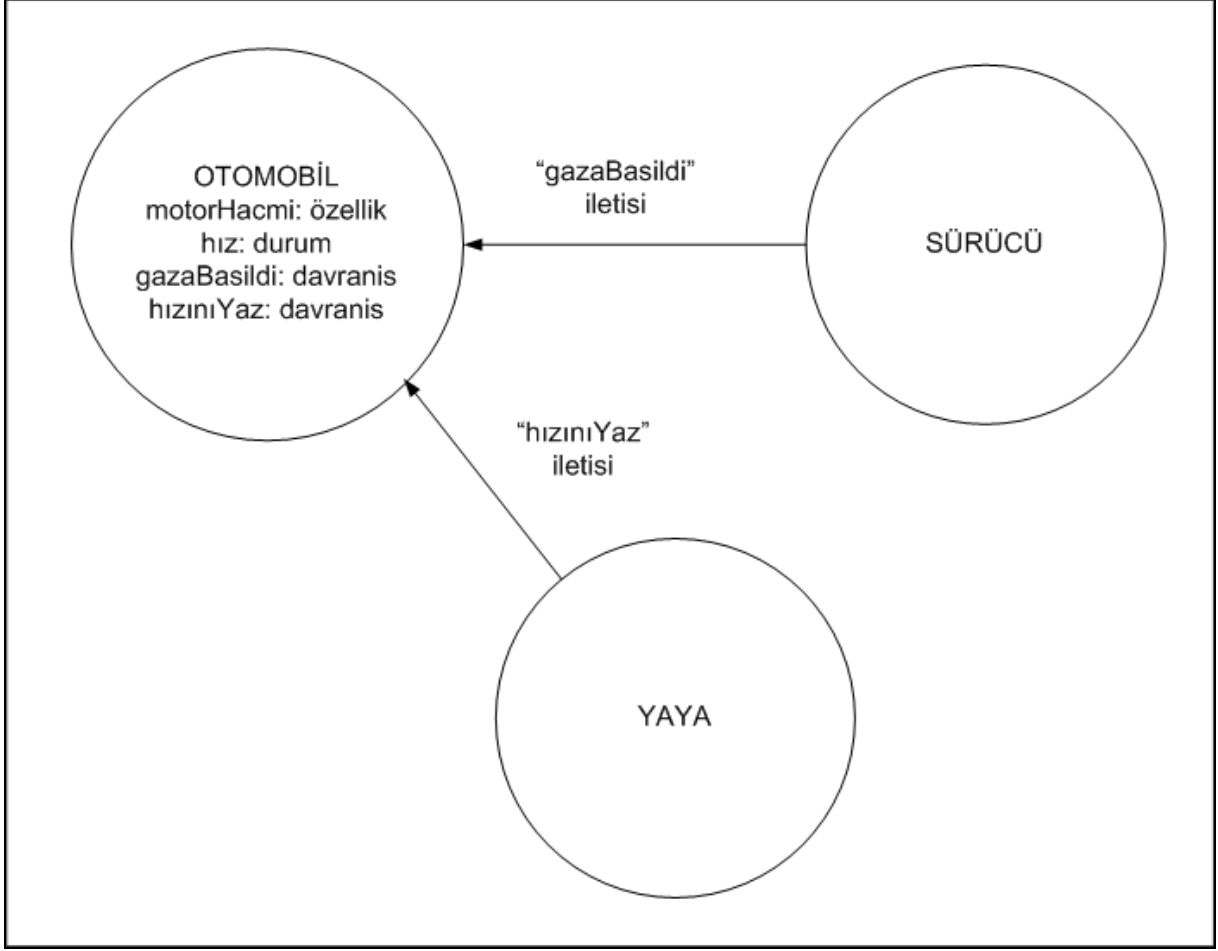 OTOMOBİL
motorHacmi: özellik
hız: durum
gazaBasildi: davranis
hızınıYaz: davranis
“gazaBasildi”
iletisi
SÜRÜCÜ
“hızınıYaz”
iletisi
YAYA